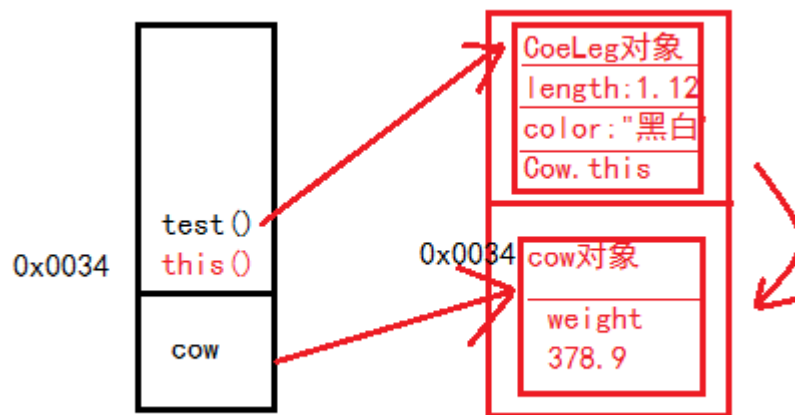 test()
this()
0x0034
cow
CoeLeg对象
length:1.12
color:"黑白"
Cow.this
0x0034
cow对象
weight
378.9